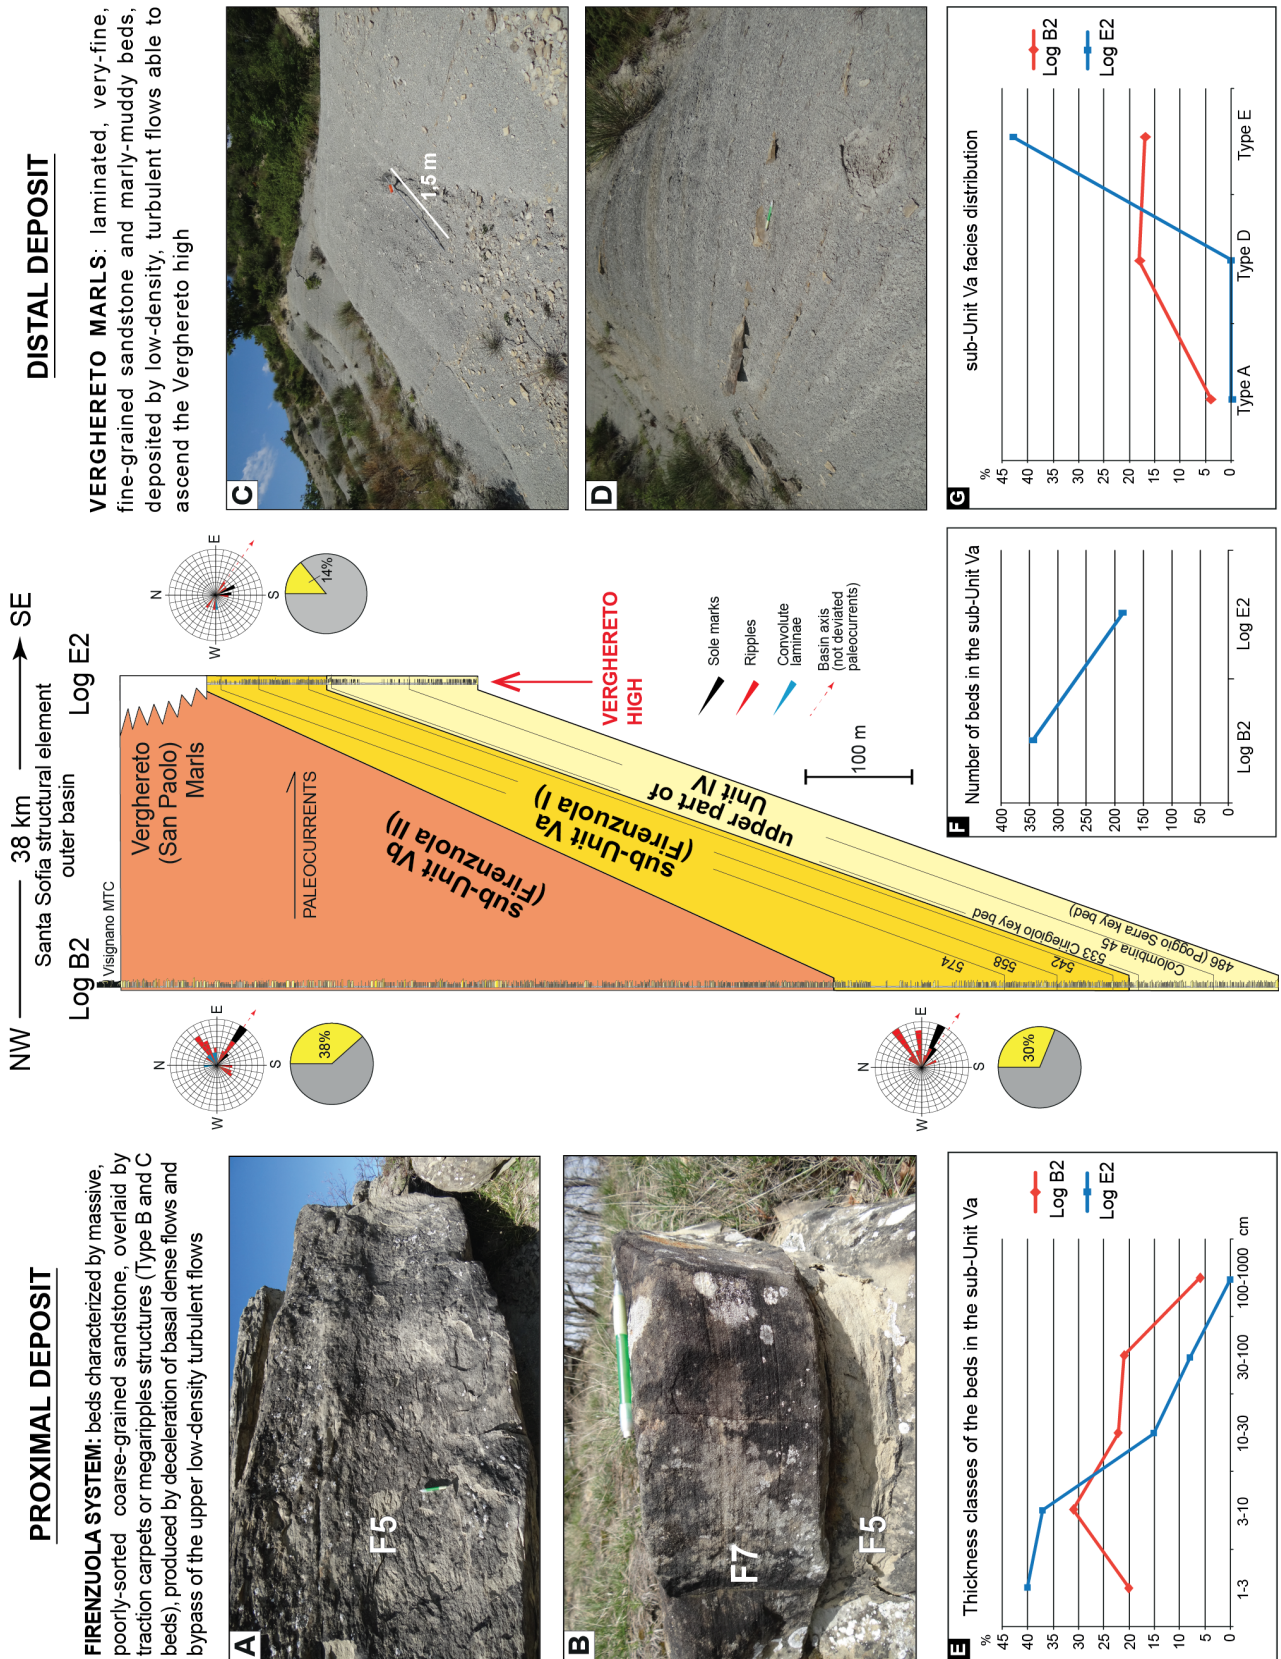 PROXIMAL DEPOSIT
FIRENZUOLA SYSTEM: beds characterized by massive,
poorly-sorted coarse-grained sandstone, overlaid by
traction carpets or megaripples structures (Type B and C
beds), produced by deceleration of basal dense flows and
bypass of the upper low-density turbulent flows
A
F5
B
F7
F5
E
Thickness classes of the beds in the sub-Unit Va
%
45
40
35
30
25
20
15
10
5
0
1-3
3-10
10-30
30-100
100-1000
cm
Log B2
Log E2
NW
38 km
SE
Santa Sofia structural element
outer basin
Log B2
Log E2
Visignano MTC
N
E
S
W
38%
N
E
S
W
30%
N
E
S
W
14%
Verghereto
(San Paolo)
Marls
PALEOCURRENTS
sub-Unit Vb
(Firenzuola II)
sub-Unit Va
(Firenzuola I)
upper part of
Unit IV
574
558
542
533 Ciriegiolo key bed
Colombina 45
486 (Poggio Serra key bed)
VERGHERETO
HIGH
100 m
Sole marks
Ripples
Convolute
laminae
Basin axis
(not deviated
paleocurrents)
F
Number of beds in the sub-Unit Va
400
350
300
250
200
150
100
50
0
Log B2
Log E2
DISTAL DEPOSIT
VERGHERETO MARLS: laminated, very-fine,
fine-grained sandstone and marly-muddy beds,
deposited by low-density, turbulent flows able to
ascend the Verghereto high
C
1,5 m
D
G
sub-Unit Va facies distribution
%
45
40
35
30
25
20
15
10
5
0
Type A
Type D
Type E
Log B2
Log E2